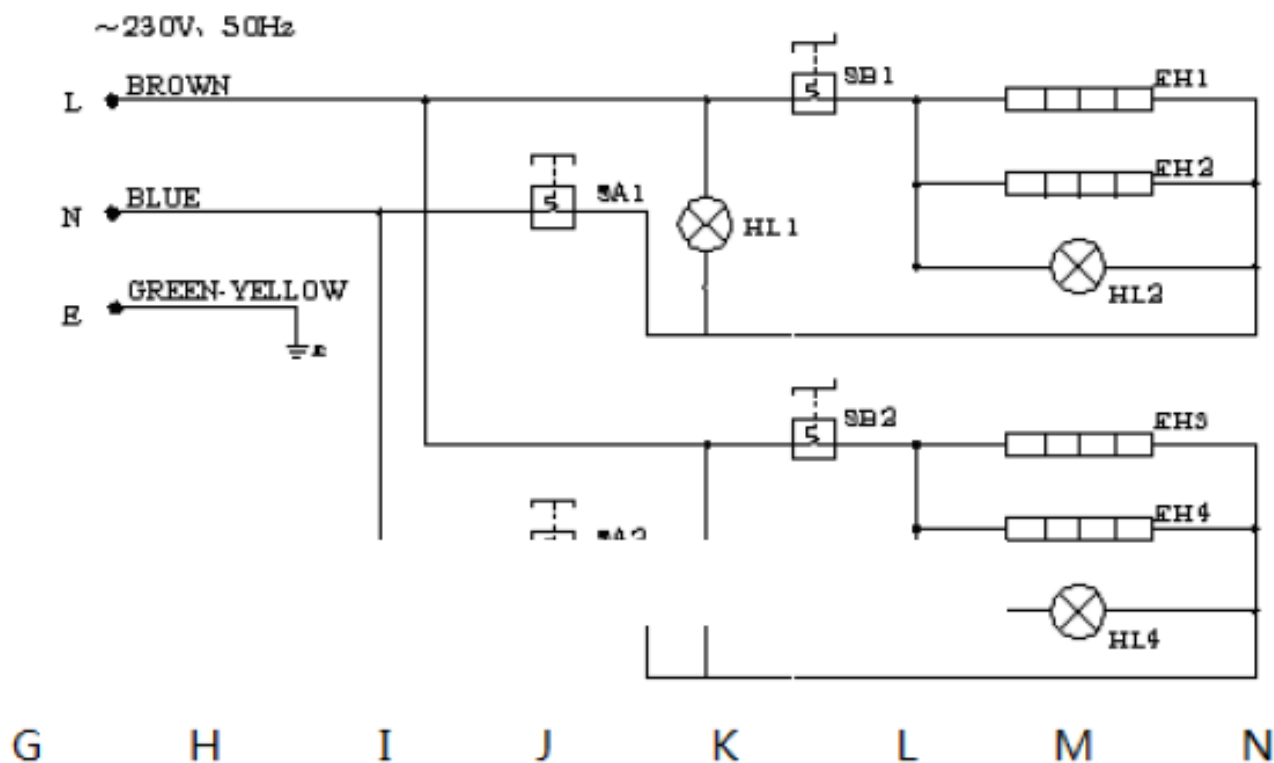 ~230V、50Hz
L BROWN
SB1
EH1
EH2
N BLUE
SA1
HL1
HL2
E GREEN-YELLOW
SB2
EH3
EH4
HL4
G H I J K L M N